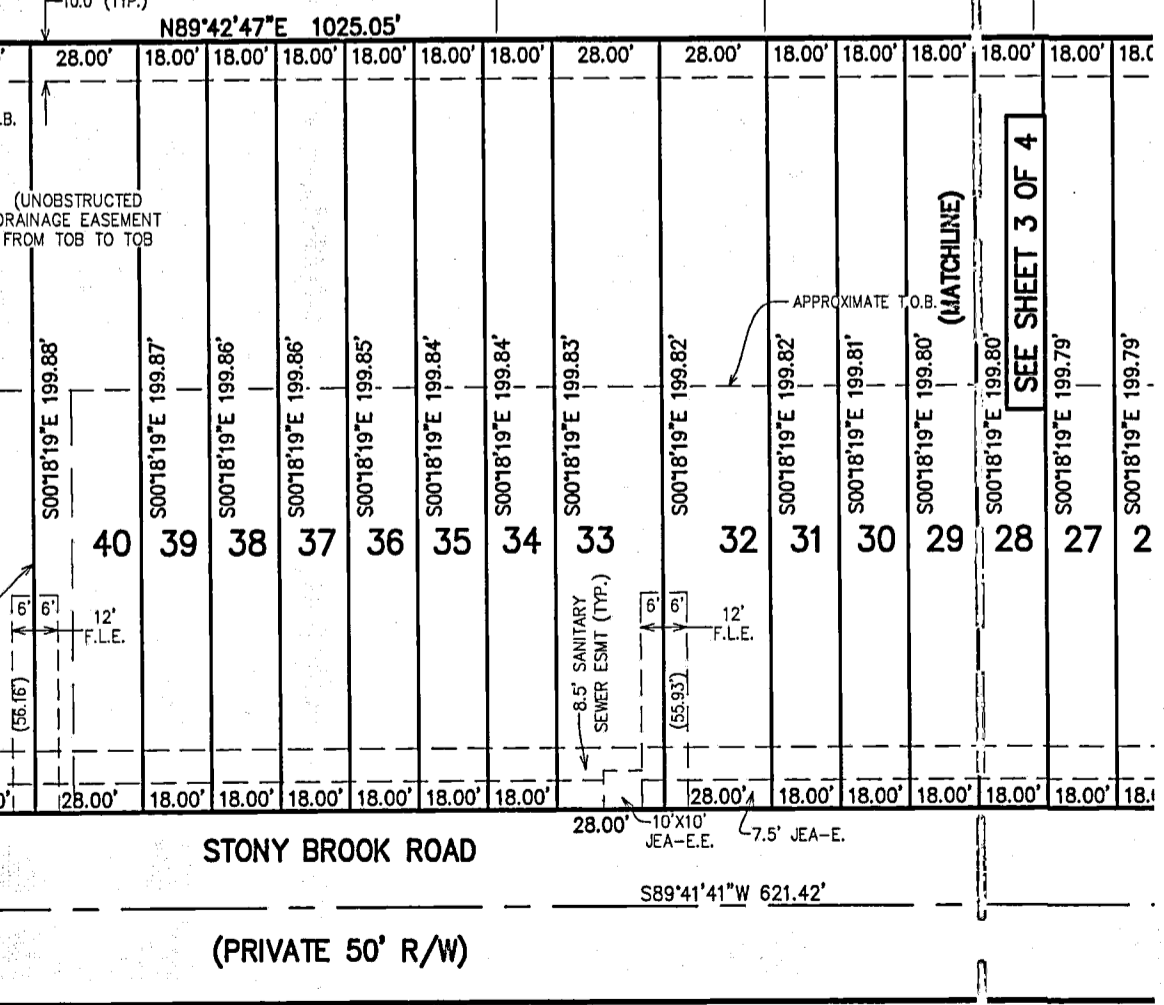 10.0' (TYP.)
N89°42'47"E 1025.05'
28.00' 18.00' 18.00' 18.00' 18.00' 18.00' 18.00' 28.00' 28.00' 18.00' 18.00' 18.00' 18.00' 18.00'
(UNOBSTRUCTED
DRAINAGE EASEMENT
FROM TOB TO TOB
APPROXIMATE T.O.B.
(MATCHLINE)
SEE SHEET 3 OF 4
S00°18'19"E 199.88'
S00°18'19"E 199.87'
S00°18'19"E 199.86'
S00°18'19"E 199.86'
S00°18'19"E 199.85'
S00°18'19"E 199.84'
S00°18'19"E 199.84'
S00°18'19"E 199.83'
S00°18'19"E 199.82'
S00°18'19"E 199.82'
S00°18'19"E 199.81'
S00°18'19"E 199.80'
S00°18'19"E 199.80'
S00°18'19"E 199.79'
S00°18'19"E 199.79'
40 39 38 37 36 35 34 33 32 31 30 29 28 27 2
6' 6'
12'
F.L.E.
(56.16')
8.5' SANITARY
SEWER ESMT (TYP.)
6' 6'
12'
F.L.E.
(55.93')
28.00' 18.00' 18.00' 18.00' 18.00' 18.00' 18.00' 28.00' 18.00' 18.00' 18.00' 18.00' 18.00'
28.00'
10'X10'
JEA-E.E.
7.5' JEA-E.
STONY BROOK ROAD
S89°41'41"W 621.42'
(PRIVATE 50' R/W)